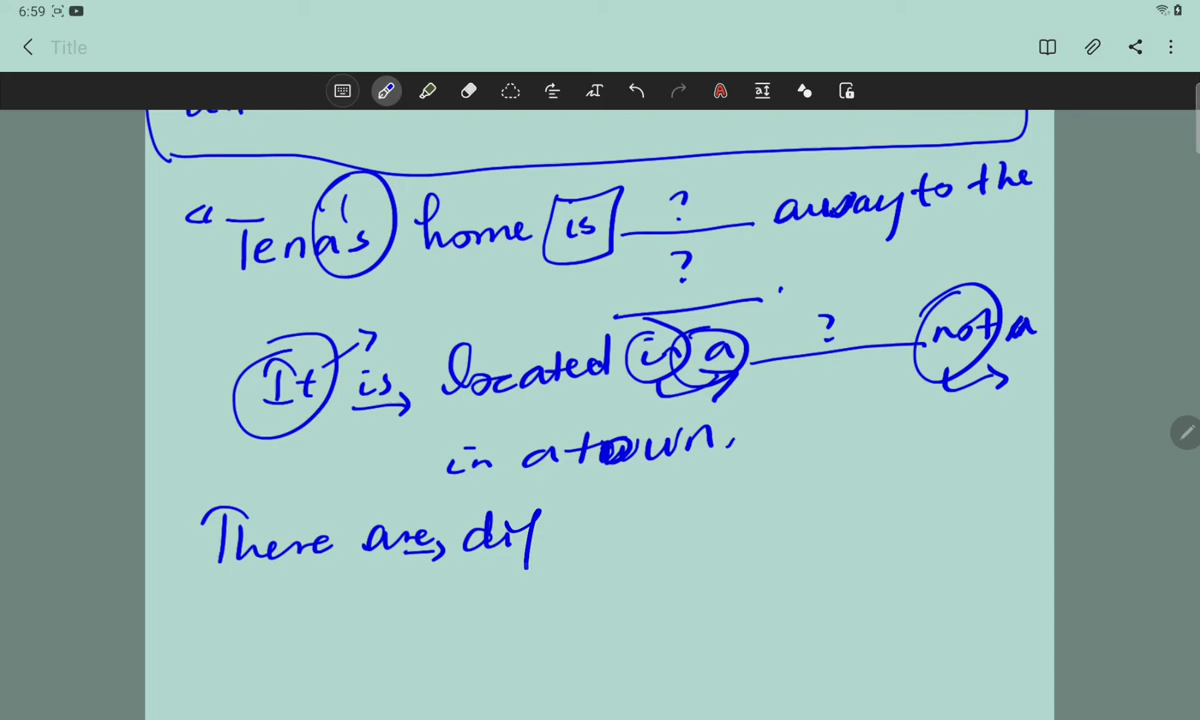 6:59
Title
"Tena's home is ? away to the
?
It is located in a ? not a
in a town.
There are, dif